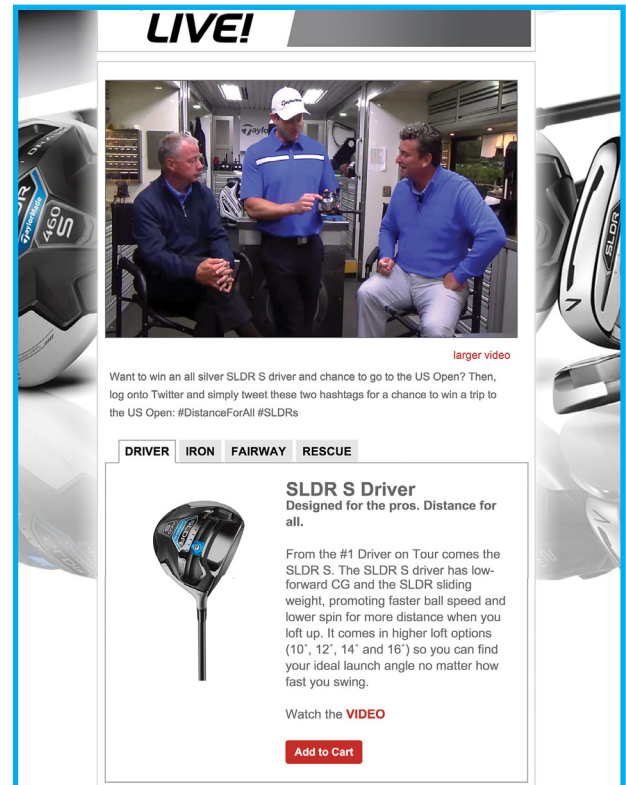 LIVE!
TaylorMade
Taylor
larger video
Want to win an all silver SLDR S driver and chance to go to the US Open? Then,
log onto Twitter and simply tweet these two hashtags for a chance to win a trip to
the US Open: #DistanceForAll #SLDRs
DRIVER IRON FAIRWAY RESCUE
SLDR S Driver
Designed for the pros. Distance for
all.
From the #1 Driver on Tour comes the
SLDR S. The SLDR S driver has low-
forward CG and the SLDR sliding
weight, promoting faster ball speed and
lower spin for more distance when you
loft up. It comes in higher loft options
(10˚, 12˚, 14˚ and 16˚) so you can find
your ideal launch angle no matter how
fast you swing.
Watch the VIDEO
Add to Cart
TaylorMade
460
S
SLDR